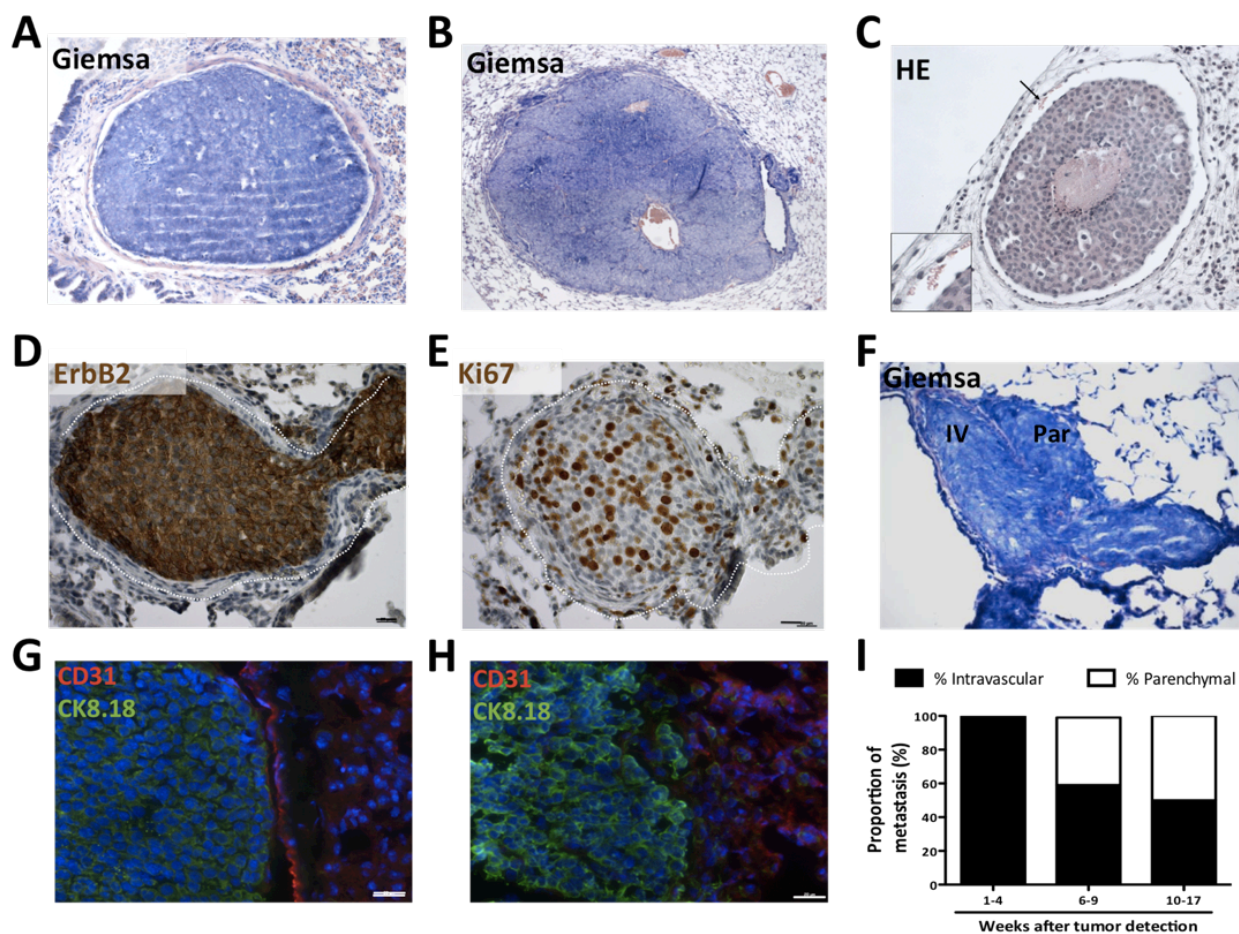 A
Giemsa
B
Giemsa
C
HE
D
ErbB2
E
Ki67
F
Giemsa
IV
Par
G
CD31
CK8.18
H
CD31
CK8.18
I
% Intravascular
% Parenchymal
Proportion of
metastasis (%)
100
80
60
40
20
0
1-4
6-9
10-17
Weeks after tumor detection